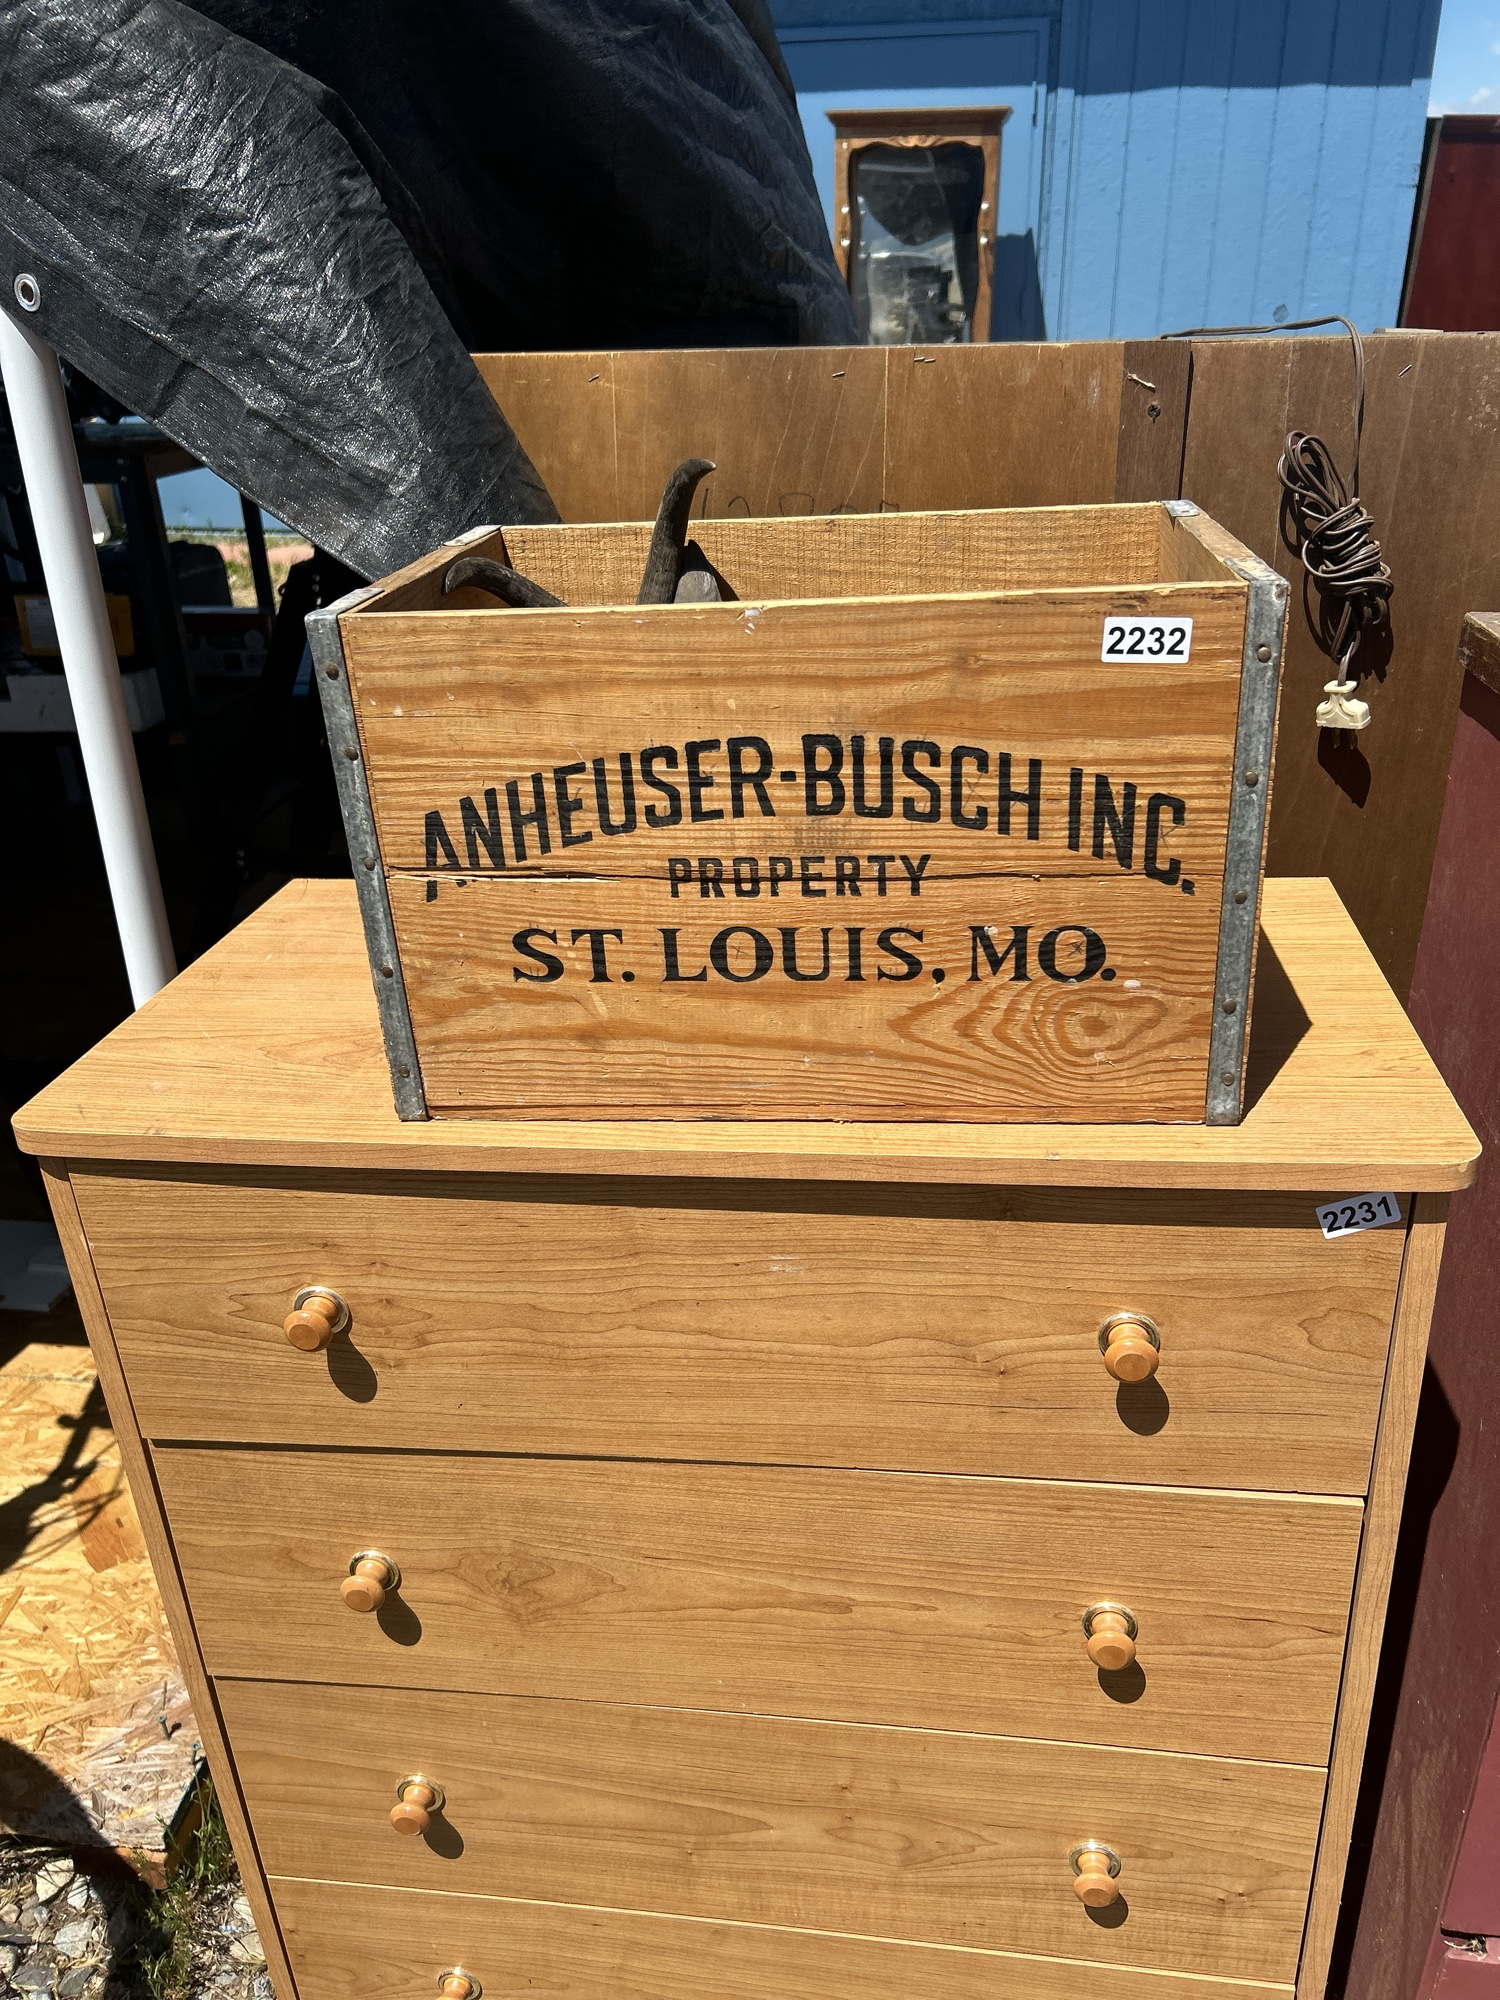 2232
ANHEUSER-BUSCH INC.
PROPERTY
ST. LOUIS, MO.
2231